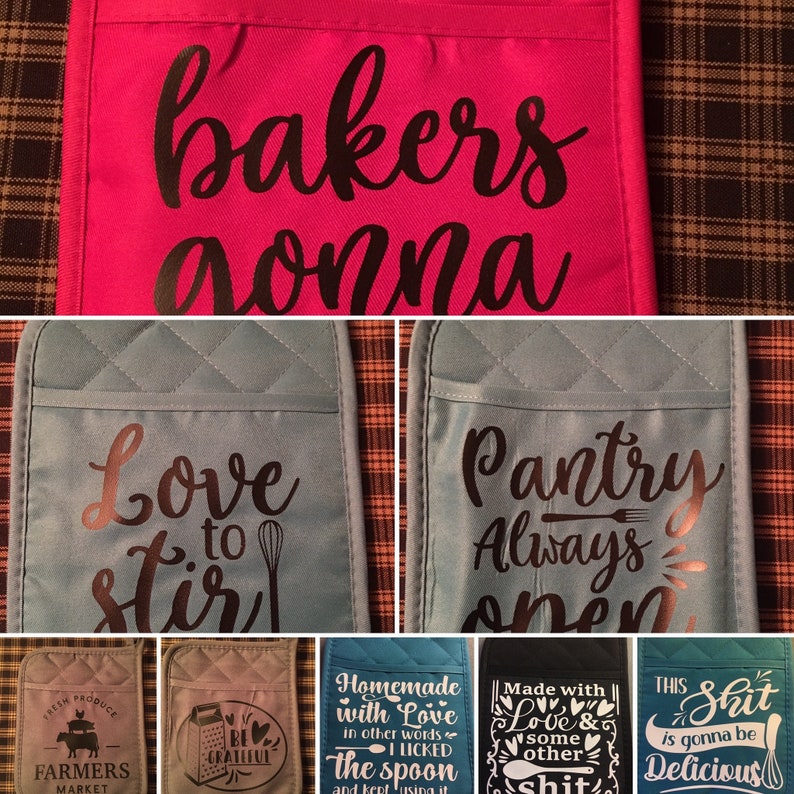 bakers
gonna
Love
to
stir
Pantry
Always
open
FRESH PRODUCE
FARMERS
MARKET
BE
GRATEFUL
Homemade
with Love
in other words
I LICKED
the spoon
and kept using it
Made with
Love &
some
other
shit
THIS Shit
is gonna be
Delicious